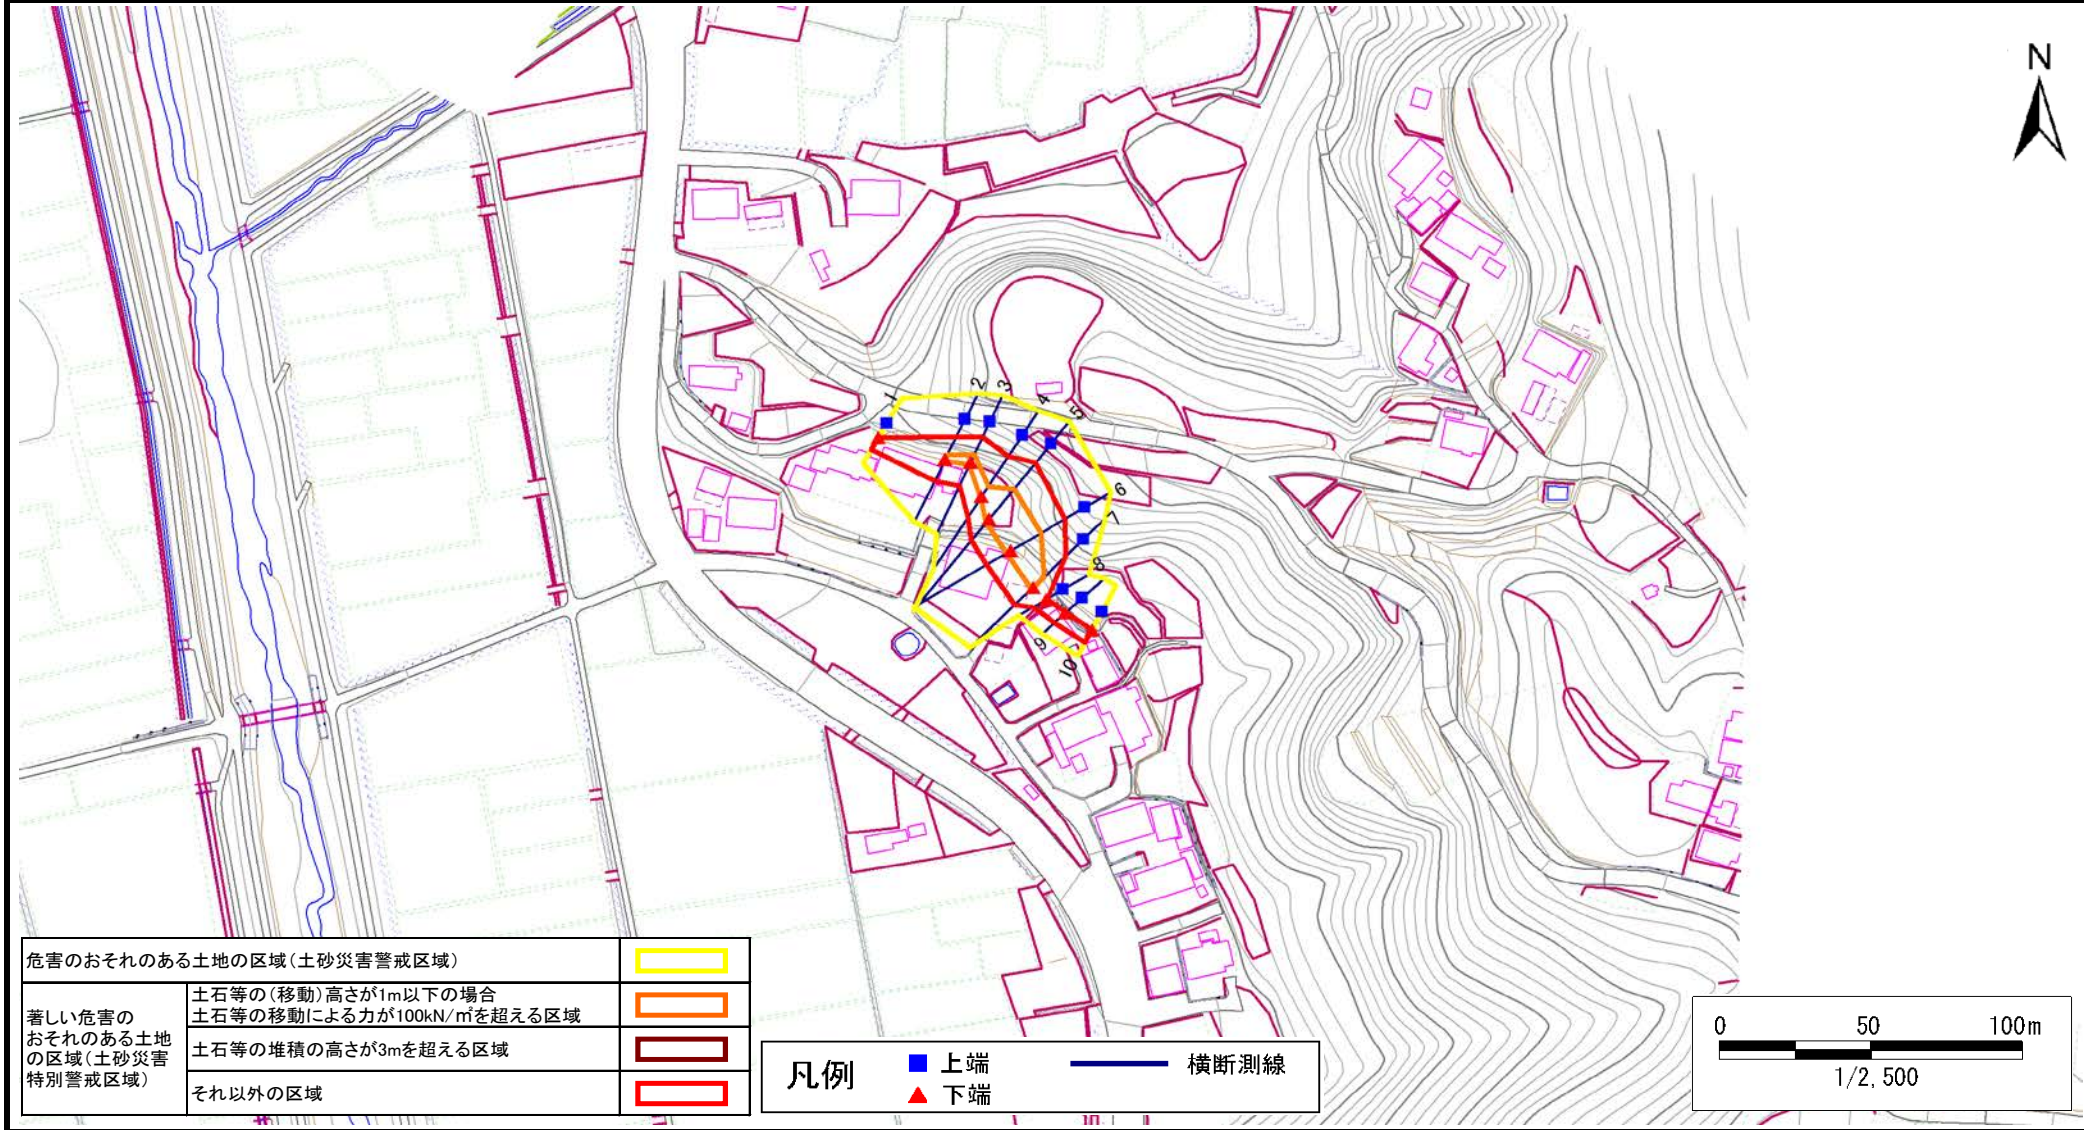 N
1
2
3
4
5
6
7
8
9
10
危害のおそれのある土地の区域(土砂災害警戒区域)
著しい危害の
おそれのある土地
の区域(土砂災害
特別警戒区域)
土石等の(移動)高さが1m以下の場合
土石等の移動による力が100kN/㎡を超える区域
土石等の堆積の高さが3mを超える区域
それ以外の区域
凡例
上端
横断測線
下端
0 50 100m
1/2,500